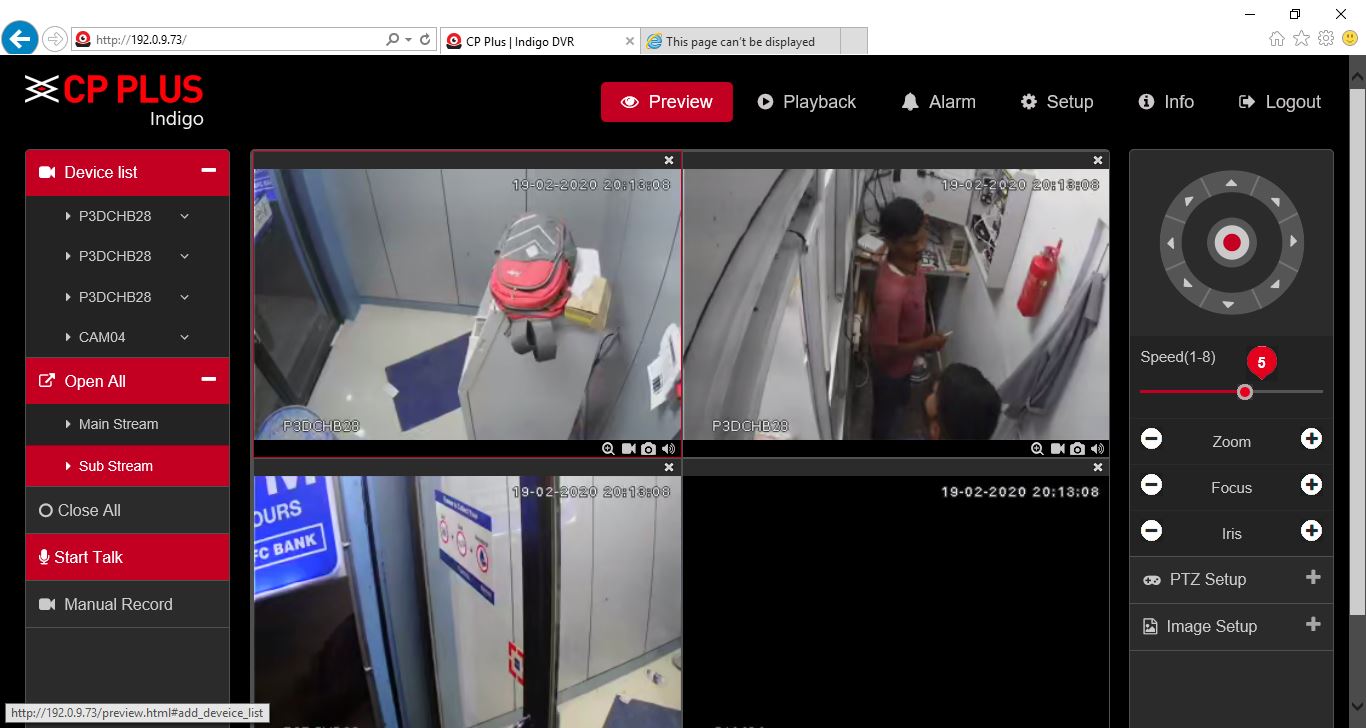 http://192.0.9.73/
CP Plus | Indigo DVR
This page can't be displayed
CP PLUS
Indigo
Preview
Playback
Alarm
Setup
Info
Logout
Device list
P3DCHB28
P3DCHB28
P3DCHB28
CAM04
Open All
Main Stream
Sub Stream
Close All
Start Talk
Manual Record
19-02-2020 20:13:08
P3DCHB28
19-02-2020 20:13:08
P3DCHB28
19-02-2020 20:13:08
OURS
FC BANK
19-02-2020 20:13:08
Speed(1-8)
5
Zoom
Focus
Iris
PTZ Setup
Image Setup
http://192.0.9.73/preview.html#add_deveice_list